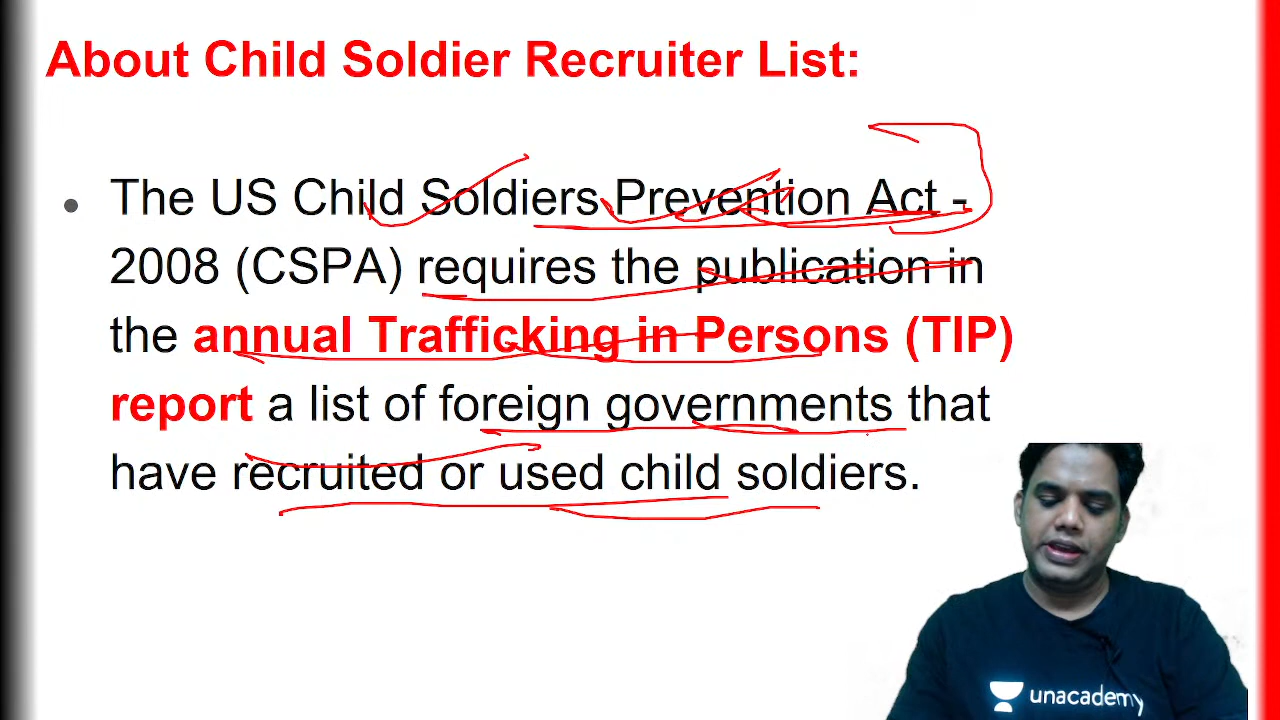 About Child Soldier Recruiter List:
The US Child Soldiers Prevention Act -
2008 (CSPA) requires the publication in
the annual Trafficking in Persons (TIP)
report a list of foreign governments that
have recruited or used child soldiers.
unacademy